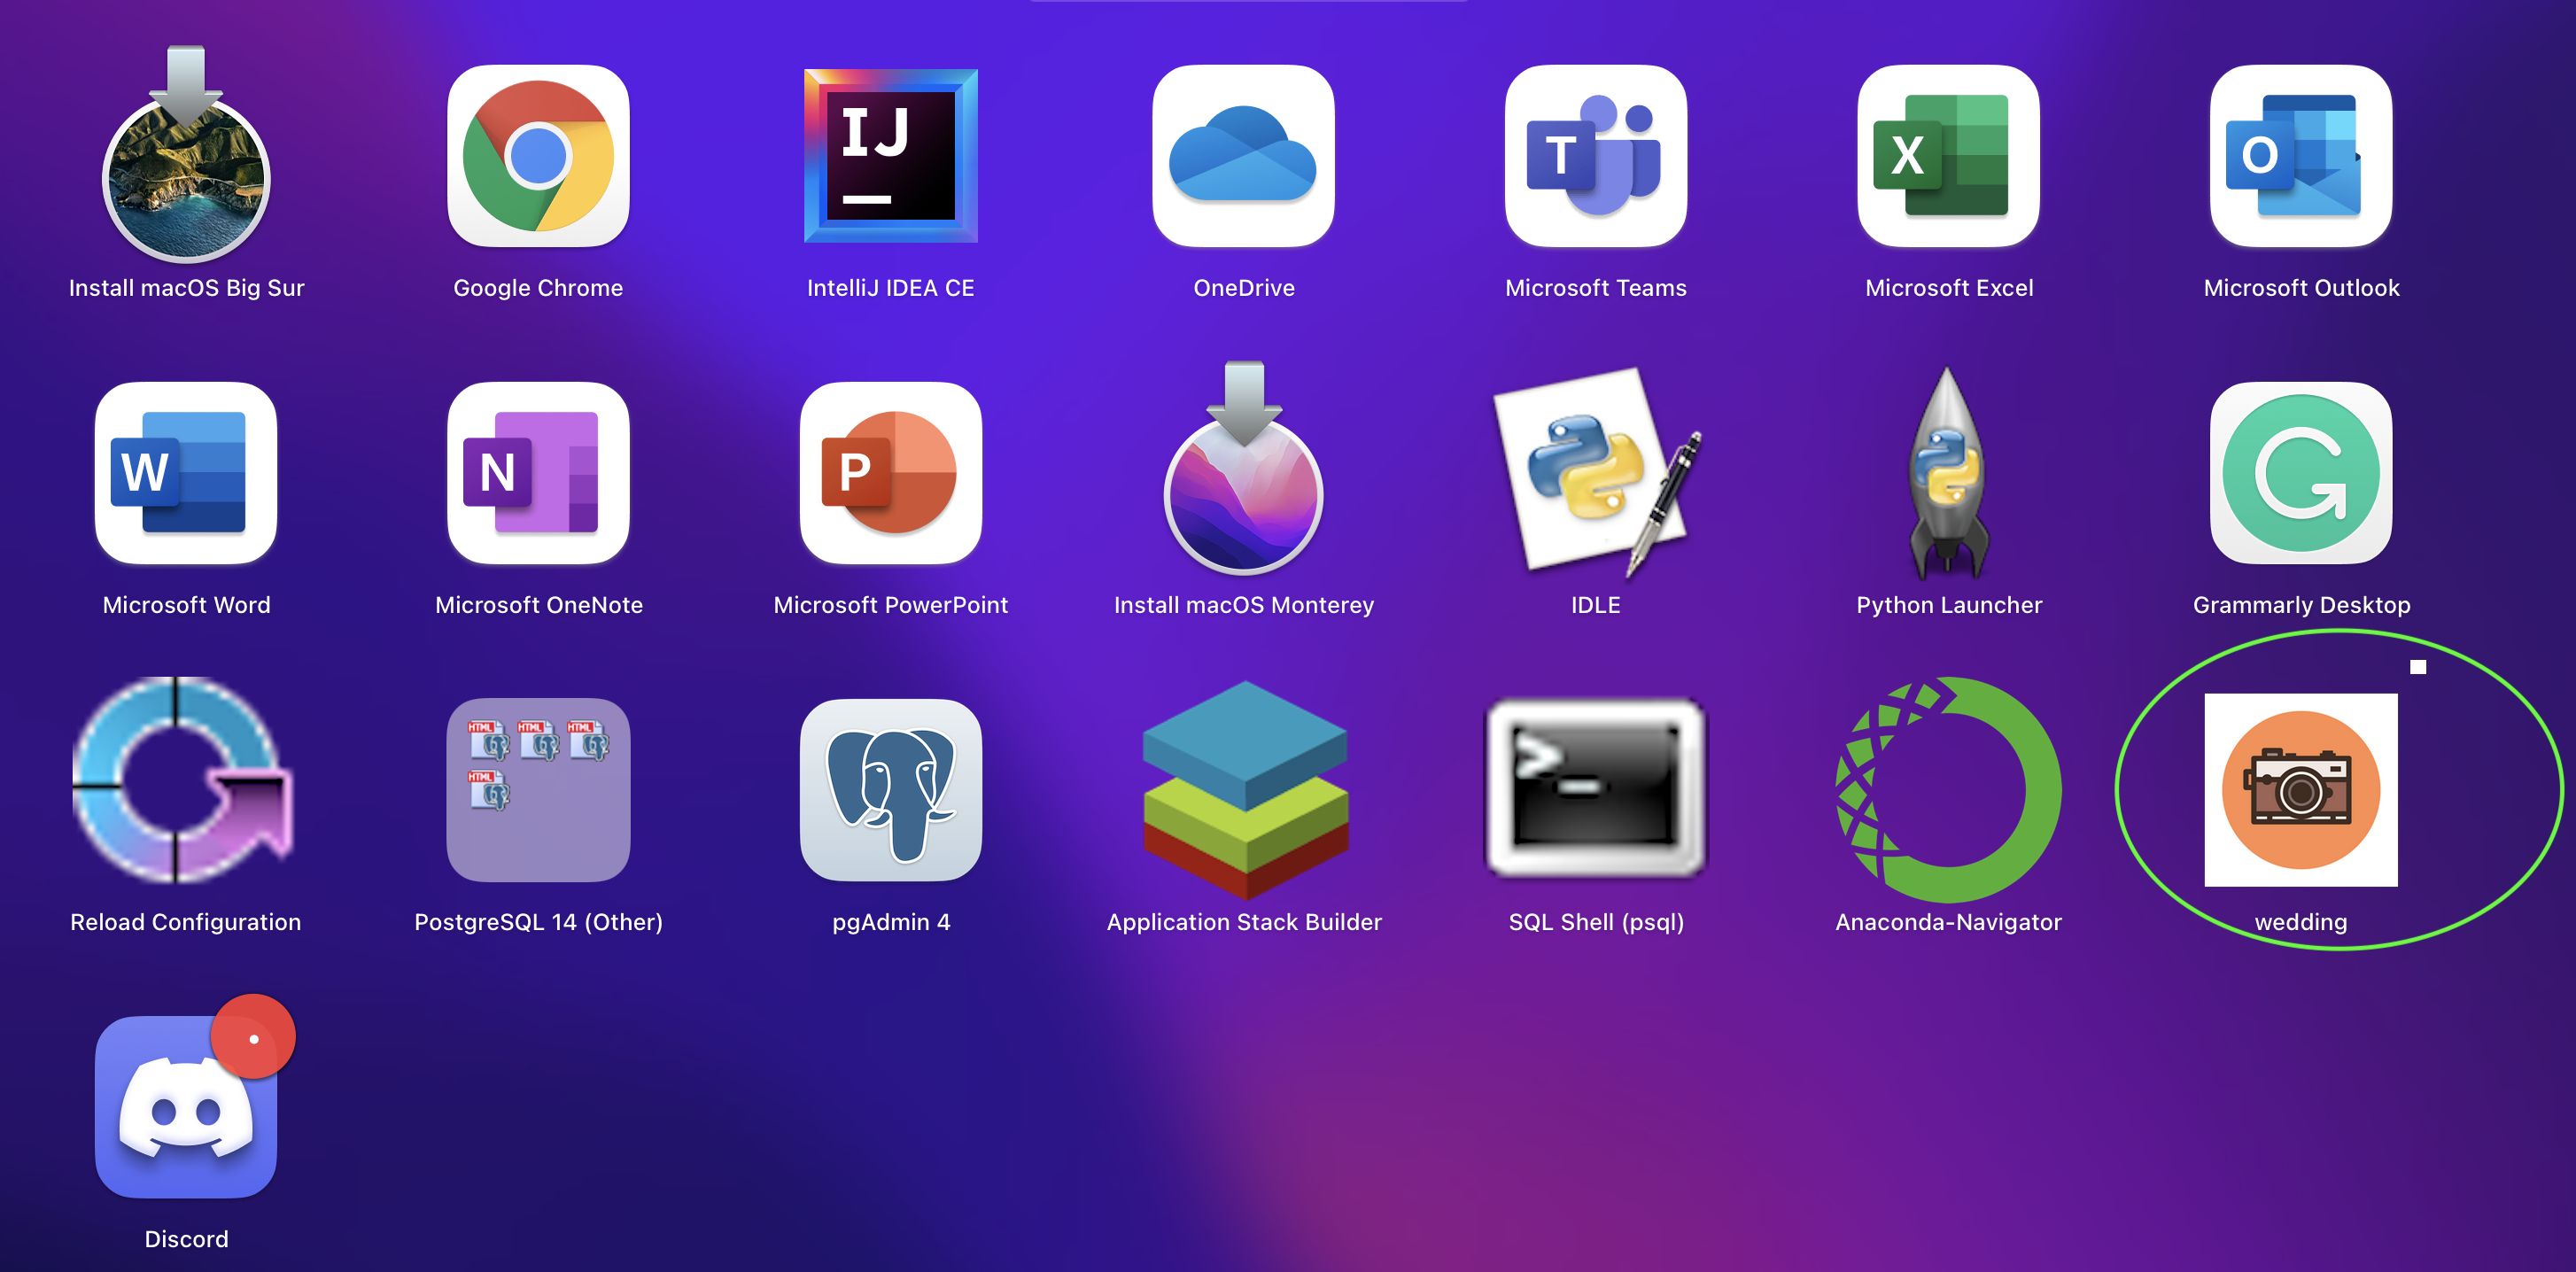 IJ
T
X
O
Install macOS Big Sur
Google Chrome
IntelliJ IDEA CE
OneDrive
Microsoft Teams
Microsoft Excel
Microsoft Outlook
W
N
P
G
Microsoft Word
Microsoft OneNote
Microsoft PowerPoint
Install macOS Monterey
IDLE
Python Launcher
Grammarly Desktop
HTML HTML HTML
HTML
>_
Reload Configuration
PostgreSQL 14 (Other)
pgAdmin 4
Application Stack Builder
SQL Shell (psql)
Anaconda-Navigator
wedding
Discord